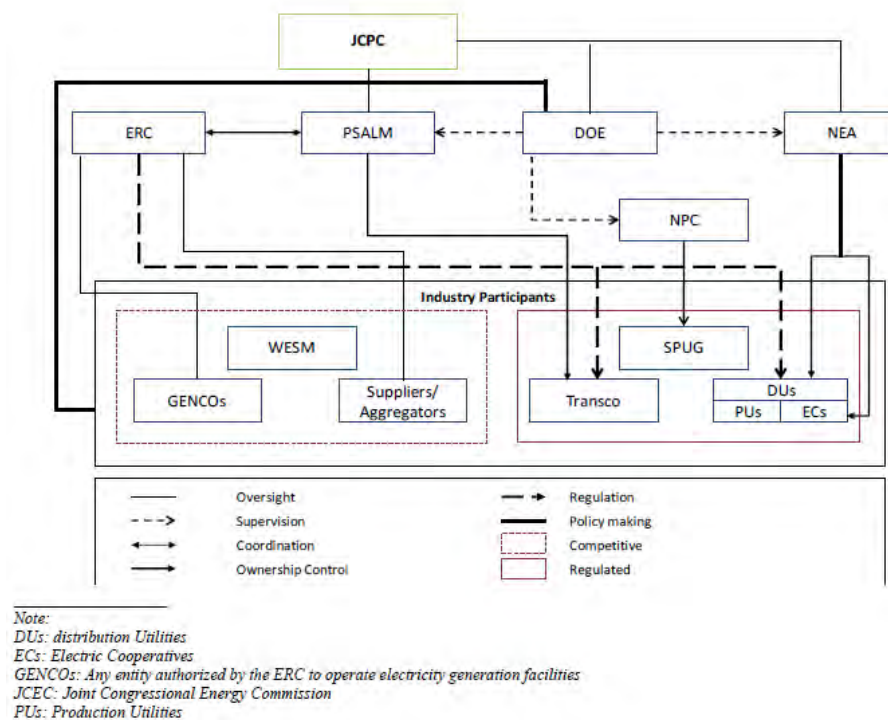 JCPC
ERC
PSALM
DOE
NEA
NPC
Industry Participants
WESM
SPUG
GENCOs
Suppliers/
Aggregators
Transco
DUs
PUs
ECs
Oversight
Regulation
Supervision
Policy making
Coordination
Competitive
Ownership Control
Regulated
Note:
DUs: distribution Utilities
ECs: Electric Cooperatives
GENCOs: Any entity authorized by the ERC to operate electricity generation facilities
JCEC: Joint Congressional Energy Commission
PUs: Production Utilities